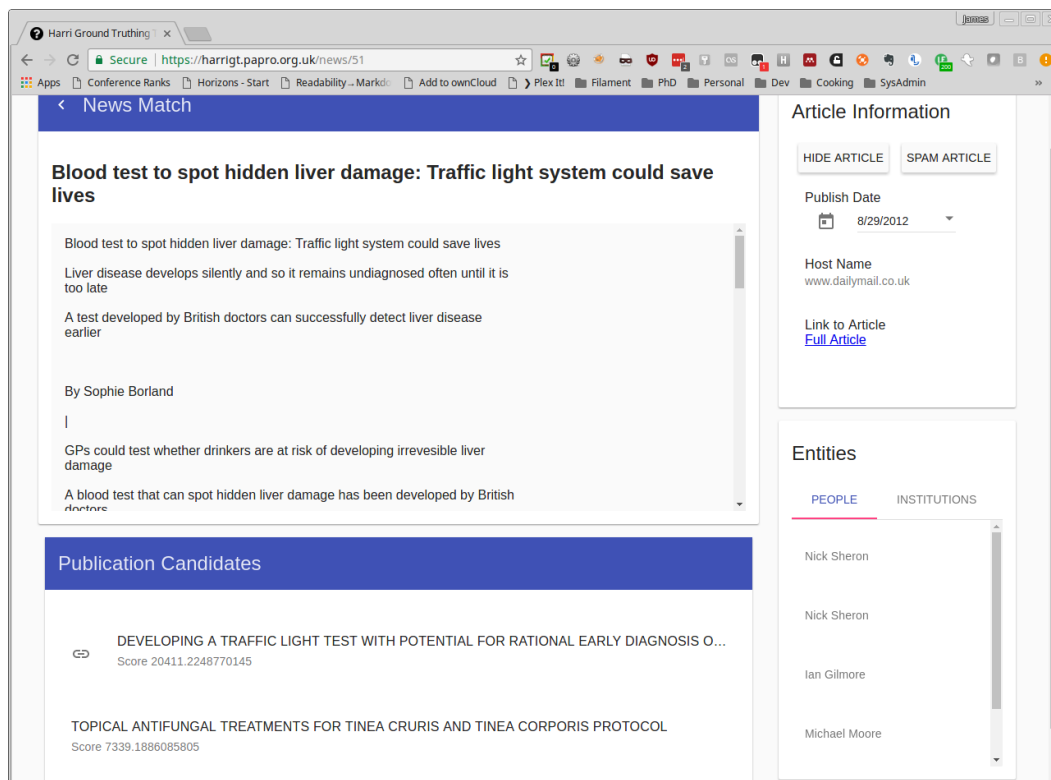 james
Harri Ground Truthing T
Secure | https://harrigt.papro.org.uk/news/51
Apps Conference Ranks Horizons - Start Readability→Markdo Add to ownCloud ❯ Plex It! Filament PhD Personal Dev Cooking SysAdmin »
News Match
Blood test to spot hidden liver damage: Traffic light system could save
lives
Blood test to spot hidden liver damage: Traffic light system could save lives
Liver disease develops silently and so it remains undiagnosed often until it is
too late
A test developed by British doctors can successfully detect liver disease
earlier
By Sophie Borland
|
GPs could test whether drinkers are at risk of developing irrevesible liver
damage
A blood test that can spot hidden liver damage has been developed by British
doctors
Publication Candidates
DEVELOPING A TRAFFIC LIGHT TEST WITH POTENTIAL FOR RATIONAL EARLY DIAGNOSIS O...
Score 20411.2248770145
TOPICAL ANTIFUNGAL TREATMENTS FOR TINEA CRURIS AND TINEA CORPORIS PROTOCOL
Score 7339.1886085805
Article Information
HIDE ARTICLE SPAM ARTICLE
Publish Date
8/29/2012
Host Name
www.dailymail.co.uk
Link to Article
Full Article
Entities
PEOPLE INSTITUTIONS
Nick Sheron
Nick Sheron
Ian Gilmore
Michael Moore